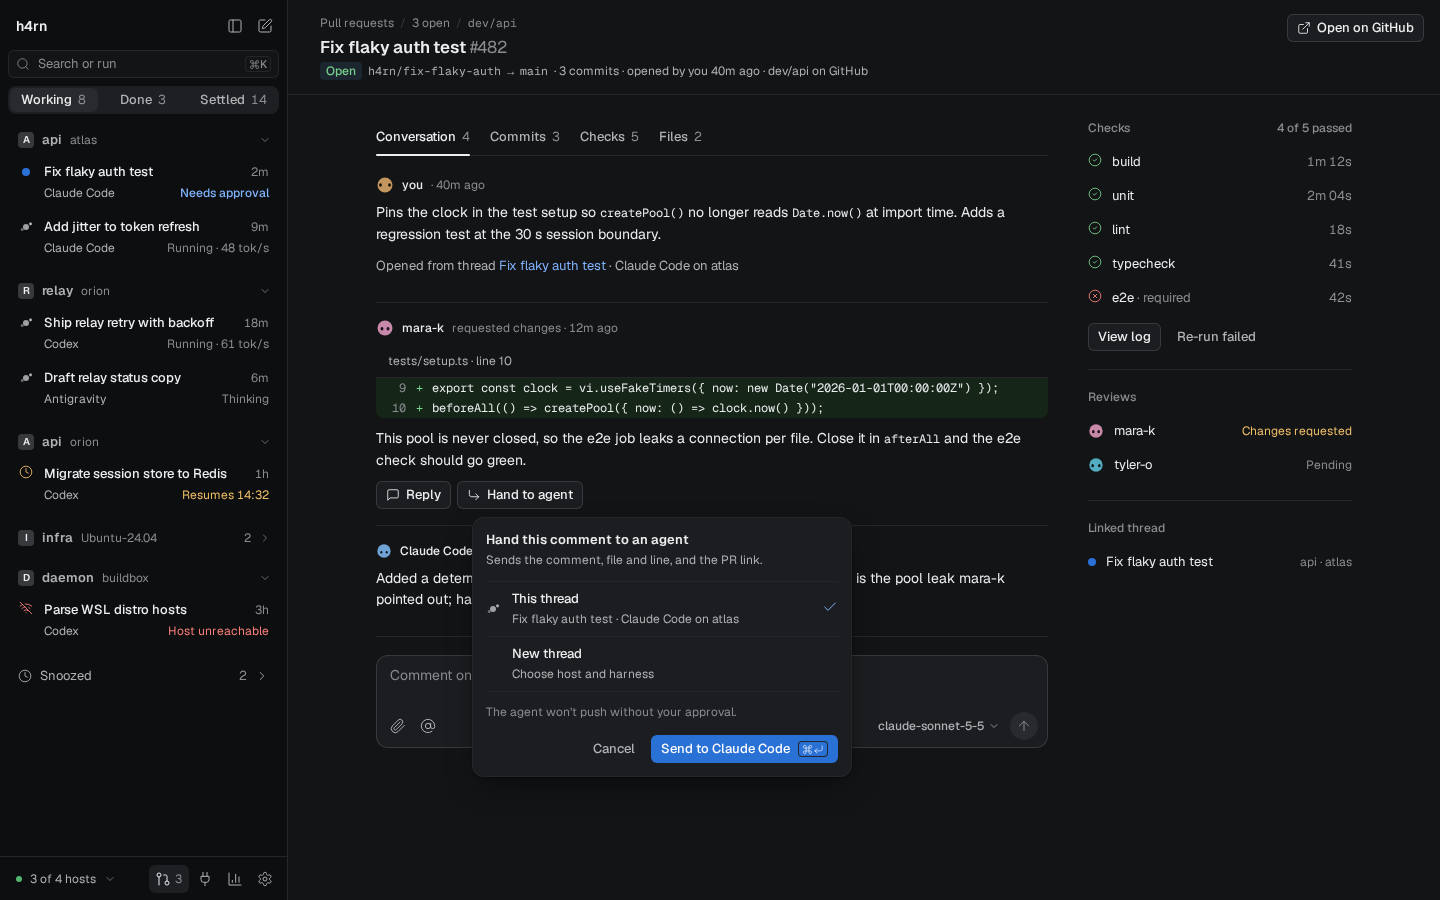 h4rn
Search or run ⌘K
Working 8 Done 3 Settled 14
A api atlas
Fix flaky auth test 2m
Claude Code Needs approval
Add jitter to token refresh 9m
Claude Code Running · 48 tok/s
R relay orion
Ship relay retry with backoff 18m
Codex Running · 61 tok/s
Draft relay status copy 6m
Antigravity Thinking
A api orion
Migrate session store to Redis 1h
Codex Resumes 14:32
I infra Ubuntu-24.04 2
D daemon buildbox
Parse WSL distro hosts 3h
Codex Host unreachable
Snoozed 2
3 of 4 hosts 3
Pull requests / 3 open / dev/api
Fix flaky auth test #482
Open h4rn/fix-flaky-auth → main · 3 commits · opened by you 40m ago · dev/api on GitHub
Open on GitHub
Conversation 4 Commits 3 Checks 5 Files 2
you · 40m ago
Pins the clock in the test setup so createPool() no longer reads Date.now() at import time. Adds a
regression test at the 30 s session boundary.
Opened from thread Fix flaky auth test · Claude Code on atlas
mara-k requested changes · 12m ago
tests/setup.ts · line 10
9 + export const clock = vi.useFakeTimers({ now: new Date("2026-01-01T00:00:00Z") });
10 + beforeAll(() => createPool({ now: () => clock.now() }));
This pool is never closed, so the e2e job leaks a connection per file. Close it in afterAll and the e2e
check should go green.
Reply Hand to agent
Claude Code
Added a determ is the pool leak mara-k
pointed out; ha
Hand this comment to an agent
Sends the comment, file and line, and the PR link.
This thread
Fix flaky auth test · Claude Code on atlas
New thread
Choose host and harness
The agent won't push without your approval.
Cancel Send to Claude Code ⌘↵
Comment on
claude-sonnet-5-5
Checks 4 of 5 passed
build 1m 12s
unit 2m 04s
lint 18s
typecheck 41s
e2e · required 42s
View log Re-run failed
Reviews
mara-k Changes requested
tyler-o Pending
Linked thread
Fix flaky auth test api · atlas